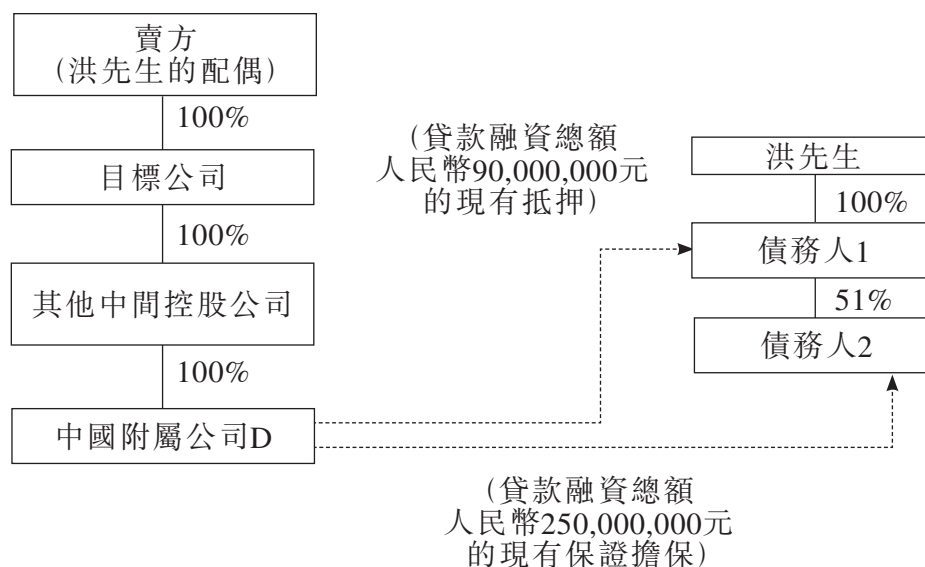 賣方
(洪先生的配偶)
100%
目標公司
100%
其他中間控股公司
100%
中國附屬公司D
(貸款融資總額
人民幣90,000,000元
的現有抵押)
洪先生
100%
債務人1
51%
債務人2
(貸款融資總額
人民幣250,000,000元
的現有保證擔保)